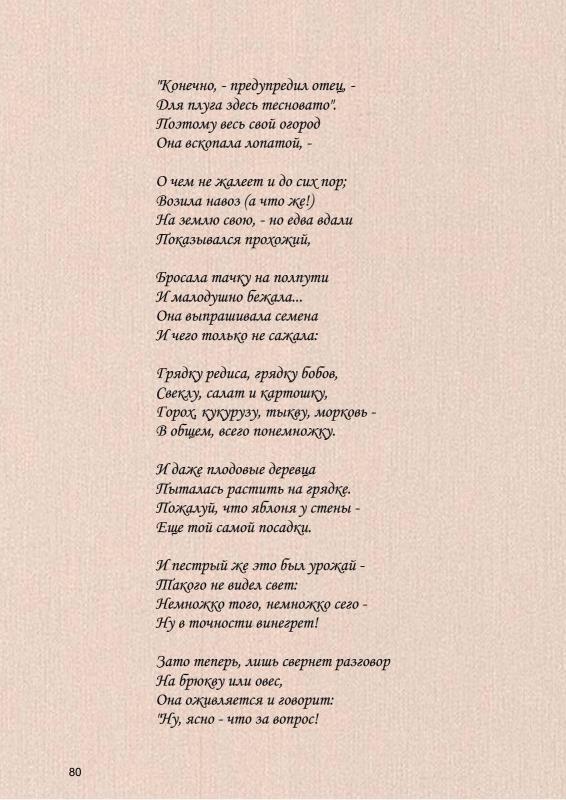 "Конечно, - предупредил отец, -
Для плуга здесь тесновато".
Поэтому весь свой огород
Она вскопала лопатой, -
О чем не жалеет и до сих пор;
Возила навоз (а что же!)
На землю свою, - но едва вдали
Показывался прохожий,
Бросала тачку на полпути
И малодушно бежала...
Она выпрашивала семена
И чего только не сажала:
Грядку редиса, грядку бобов,
Свеклу, салат и картошку,
Горох, кукурузу, тыкву, морковь -
В общем, всего понемножку.
И даже плодовые деревца
Пыталась растить на грядке.
Пожалуй, что яблоня у стены -
Еще той самой посадки.
И пестрый же это был урожай -
Такого не видел свет:
Немножко того, немножко сего -
Ну в точности винегрет!
Зато теперь, лишь свернет разговор
На брюкву или овес,
Она оживляется и говорит:
"Ну, ясно - что за вопрос!
80